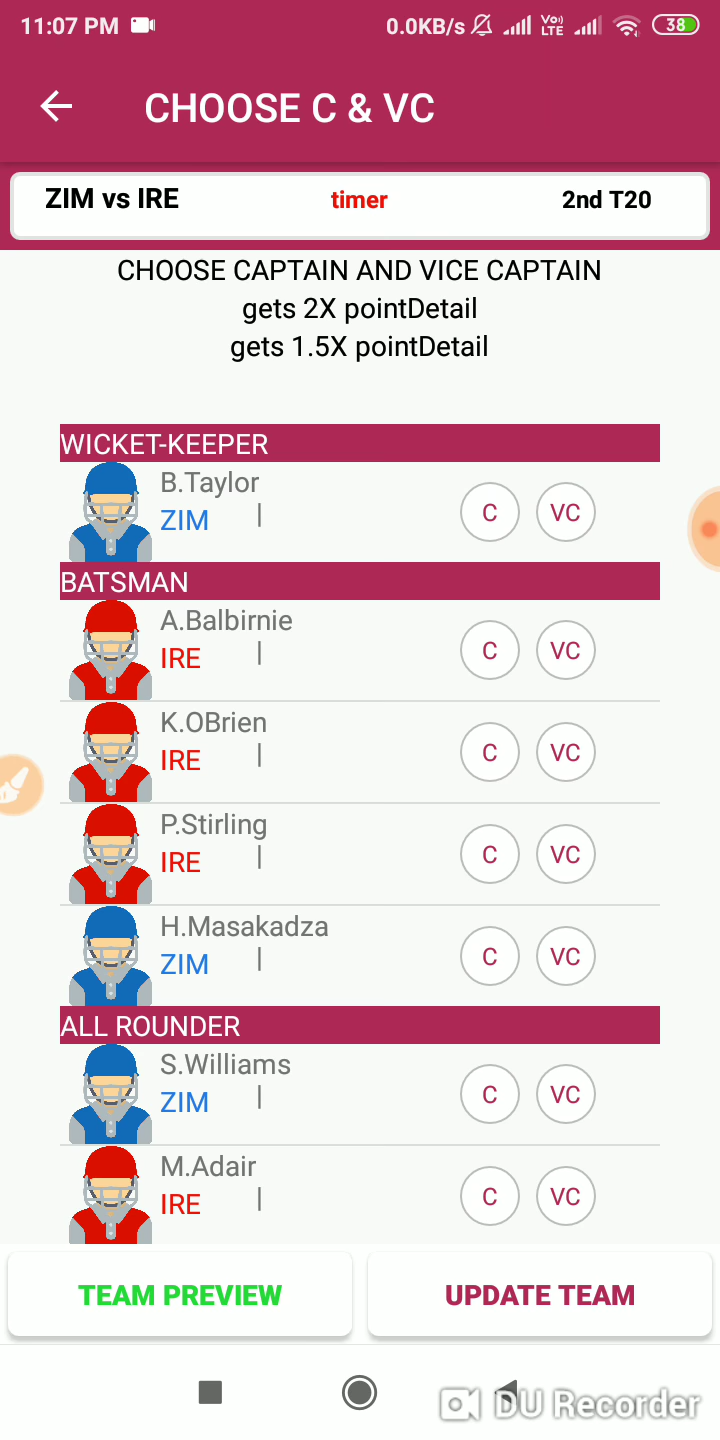 11:07 PM 0.0KB/s Vo) LTE 38
CHOOSE C & VC
ZIM vs IRE timer 2nd T20
CHOOSE CAPTAIN AND VICE CAPTAIN
gets 2X pointDetail
gets 1.5X pointDetail
WICKET-KEEPER
B.Taylor
ZIM | C VC
BATSMAN
A.Balbirnie
IRE | C VC
K.OBrien
IRE | C VC
P.Stirling
IRE | C VC
H.Masakadza
ZIM | C VC
ALL ROUNDER
S.Williams
ZIM | C VC
M.Adair
IRE | C VC
TEAM PREVIEW UPDATE TEAM
DU Recorder